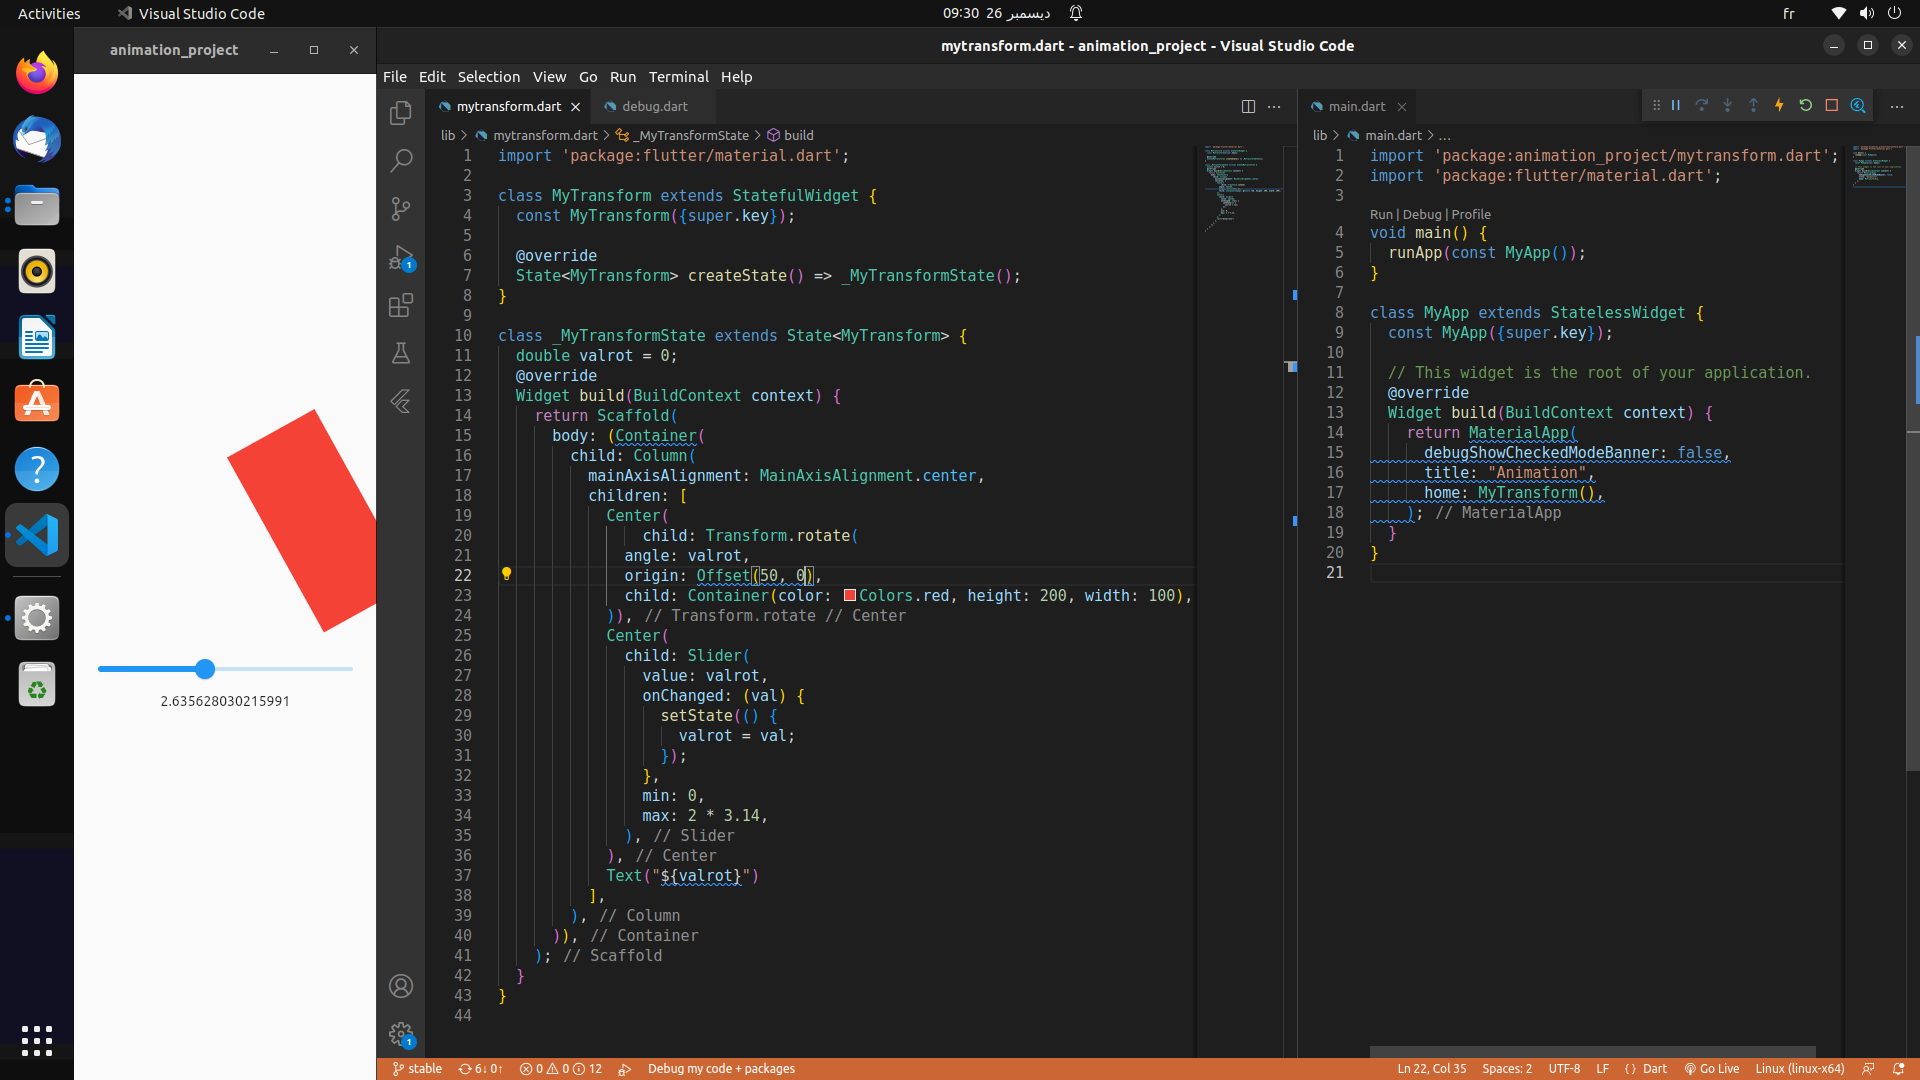 Activities
Visual Studio Code
09:30 26 ديسمبر
fr
animation_project
mytransform.dart - animation_project - Visual Studio Code
File Edit Selection View Go Run Terminal Help
mytransform.dart
debug.dart
lib > mytransform.dart > _MyTransformState > build
1 import 'package:flutter/material.dart';
2
3 class MyTransform extends StatefulWidget {
4 const MyTransform({super.key});
5
6 @override
7 State<MyTransform> createState() => _MyTransformState();
8 }
9
10 class _MyTransformState extends State<MyTransform> {
11 double valrot = 0;
12 @override
13 Widget build(BuildContext context) {
14 return Scaffold(
15 body: (Container(
16 child: Column(
17 mainAxisAlignment: MainAxisAlignment.center,
18 children: [
19 Center(
20 child: Transform.rotate(
21 angle: valrot,
22 origin: Offset(50, 0),
23 child: Container(color: Colors.red, height: 200, width: 100),
24 )), // Transform.rotate // Center
25 Center(
26 child: Slider(
27 value: valrot,
28 onChanged: (val) {
29 setState(() {
30 valrot = val;
31 });
32 },
33 min: 0,
34 max: 2 * 3.14,
35 ), // Slider
36 ), // Center
37 Text("${valrot}")
38 ],
39 ), // Column
40 )), // Container
41 ); // Scaffold
42 }
43 }
44
main.dart
lib > main.dart > ...
1 import 'package:animation_project/mytransform.dart';
2 import 'package:flutter/material.dart';
3
Run | Debug | Profile
4 void main() {
5 runApp(const MyApp());
6 }
7
8 class MyApp extends StatelessWidget {
9 const MyApp({super.key});
10
11 // This widget is the root of your application.
12 @override
13 Widget build(BuildContext context) {
14 return MaterialApp(
15 debugShowCheckedModeBanner: false,
16 title: "Animation",
17 home: MyTransform(),
18 ); // MaterialApp
19 }
20 }
21
2.635628030215991
1
1
stable
6↓ 0↑
0 0 12
Debug my code + packages
Ln 22, Col 35
Spaces: 2
UTF-8
LF
{ } Dart
Go Live
Linux (linux-x64)